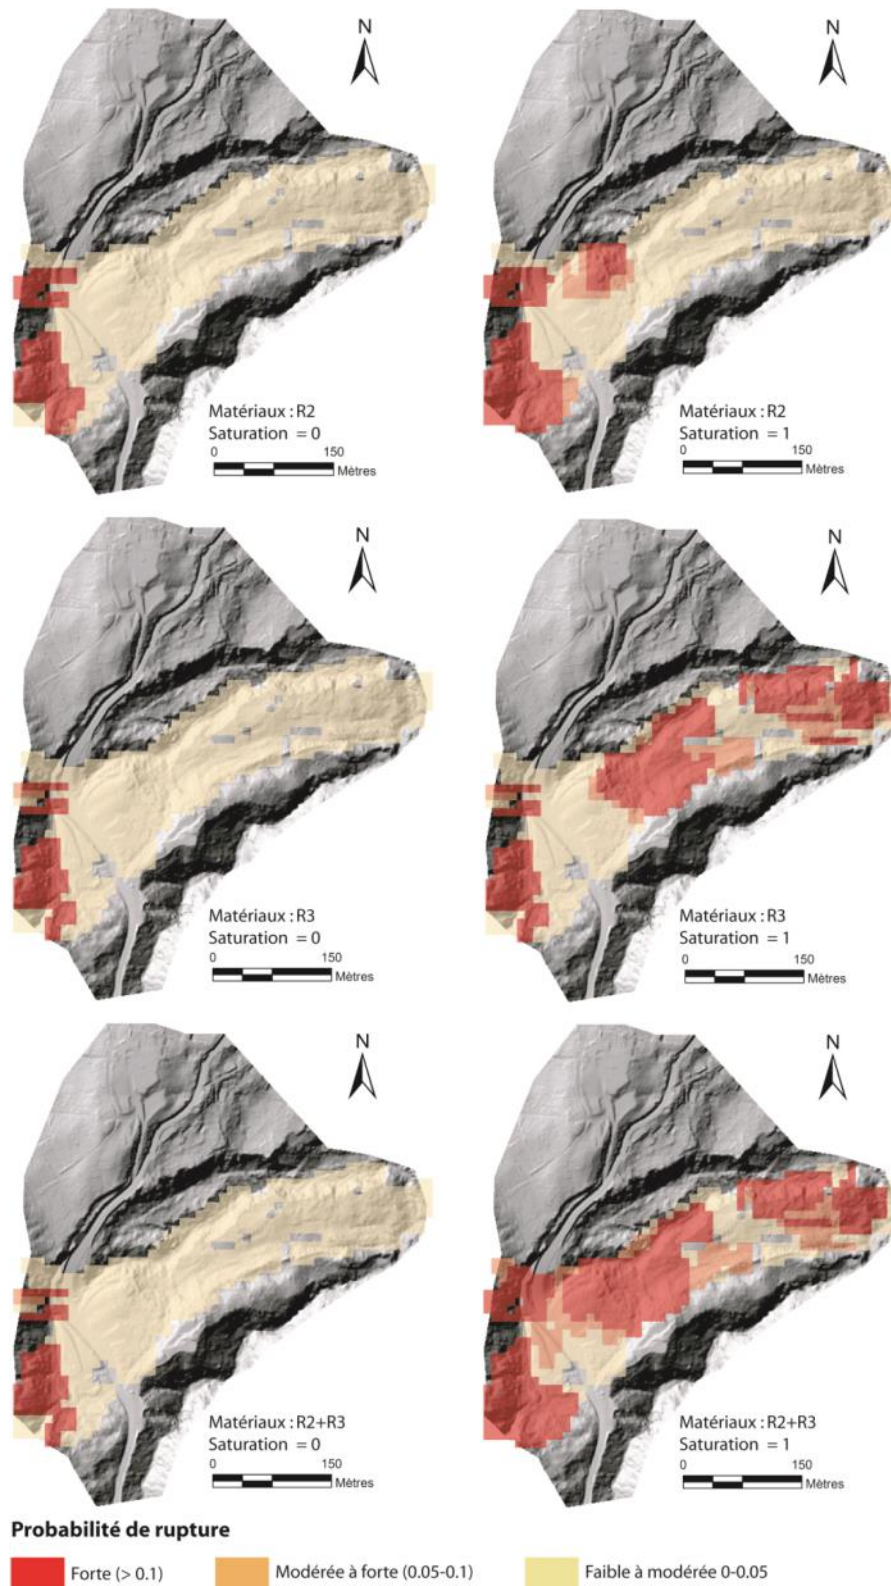 N
N
Matériaux : R2
Saturation = 0
0 150
Mètres
Matériaux : R2
Saturation = 1
0 150
Mètres
N
N
Matériaux : R3
Saturation = 0
0 150
Mètres
Matériaux : R3
Saturation = 1
0 150
Mètres
N
N
Matériaux : R2+R3
Saturation = 0
0 150
Mètres
Matériaux : R2+R3
Saturation = 1
0 150
Mètres
Probabilité de rupture
Forte (> 0.1) Modérée à forte (0.05-0.1) Faible à modérée 0-0.05